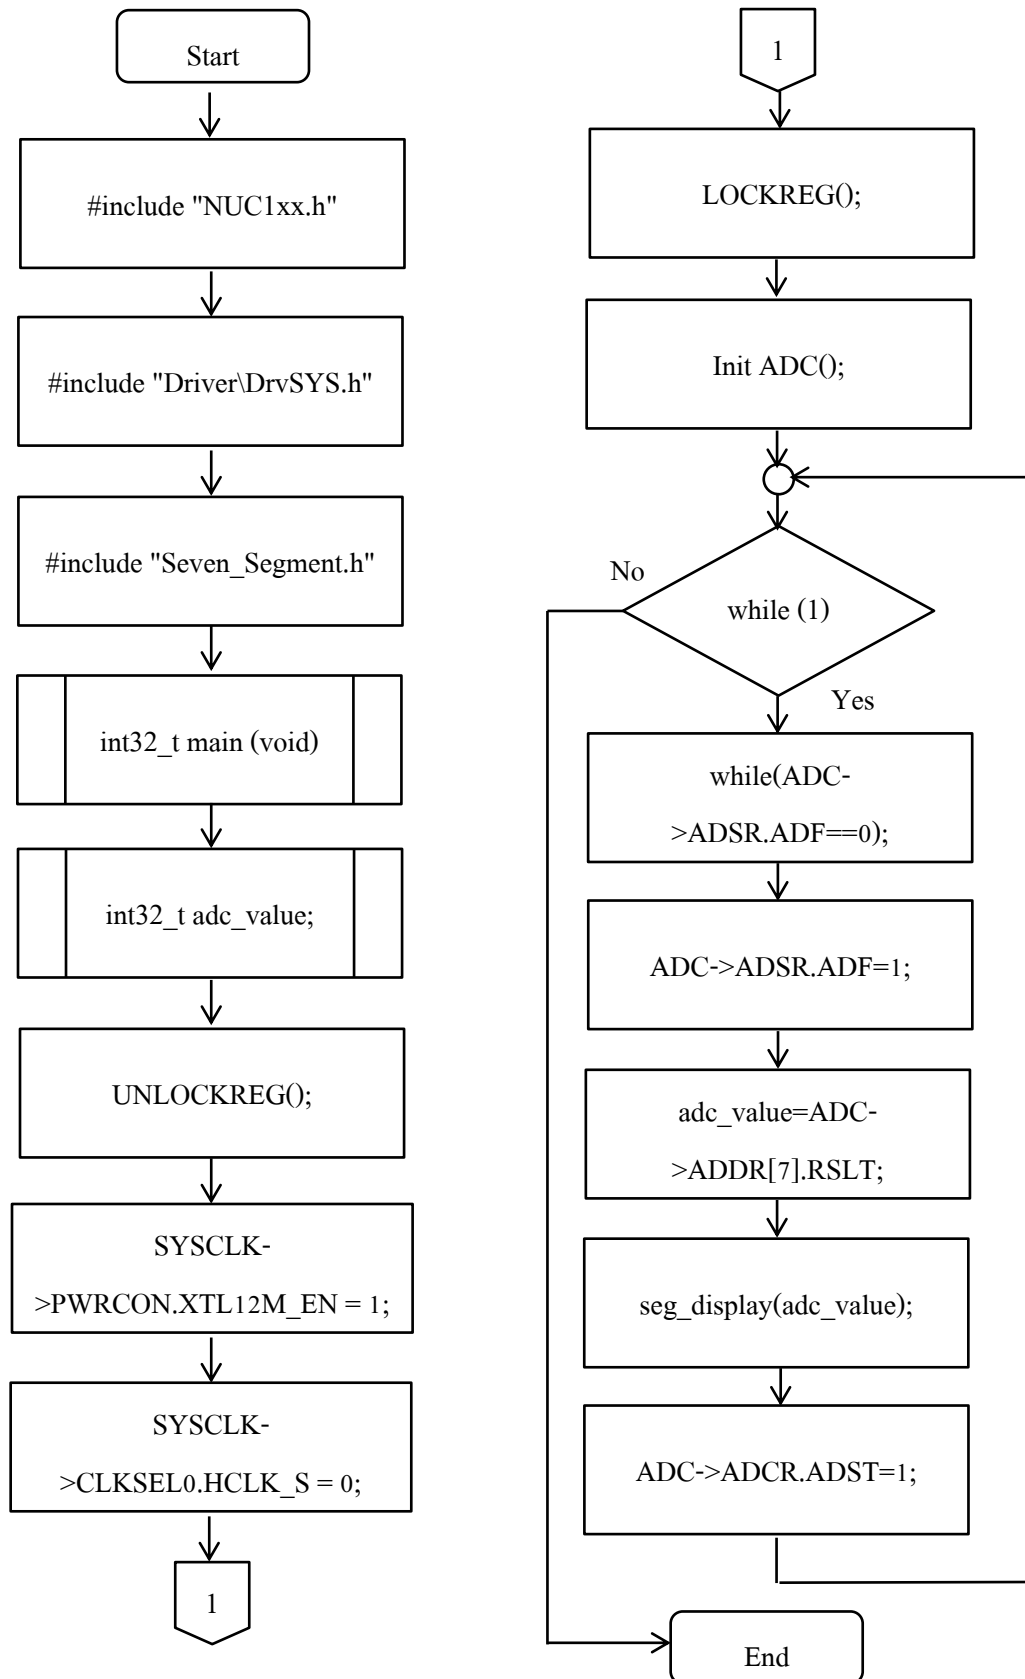 Start
#include "NUC1xx.h"
#include "Driver\DrvSYS.h"
#include "Seven_Segment.h"
int32_t main (void)
int32_t adc_value;
UNLOCKREG();
SYSCLK-
>PWRCON.XTL12M_EN = 1;
SYSCLK-
>CLKSEL0.HCLK_S = 0;
1
1
LOCKREG();
Init ADC();
No
while (1)
Yes
while(ADC-
>ADSR.ADF==0);
ADC->ADSR.ADF=1;
adc_value=ADC-
>ADDR[7].RSLT;
seg_display(adc_value);
ADC->ADCR.ADST=1;
End